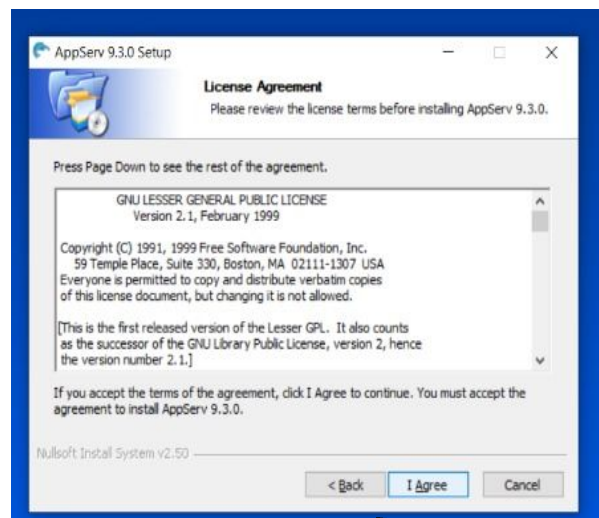 AppServ 9.3.0 Setup
License Agreement
Please review the license terms before installing AppServ 9.3.0.
Press Page Down to see the rest of the agreement.
GNU LESSER GENERAL PUBLIC LICENSE
Version 2.1, February 1999
Copyright (C) 1991, 1999 Free Software Foundation, Inc.
59 Temple Place, Suite 330, Boston, MA 02111-1307 USA
Everyone is permitted to copy and distribute verbatim copies
of this license document, but changing it is not allowed.
[This is the first released version of the Lesser GPL. It also counts
as the successor of the GNU Library Public License, version 2, hence
the version number 2.1.]
If you accept the terms of the agreement, click I Agree to continue. You must accept the
agreement to install AppServ 9.3.0.
Nullsoft Install System v2.50
< Back I Agree Cancel